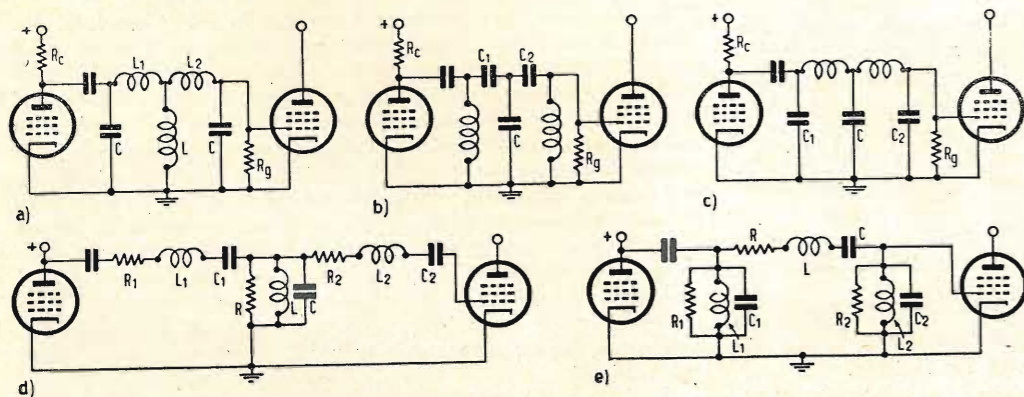 + Rc L1 L2 C L C Rg
a)
+ Rc C1 C2 C Rg
b)
+ Rc C1 C C2 Rg
c)
+ R1 L1 C1 R L C R2 L2 C2
d)
+ R1 L1 C1 R L C R2 L2 C2
e)